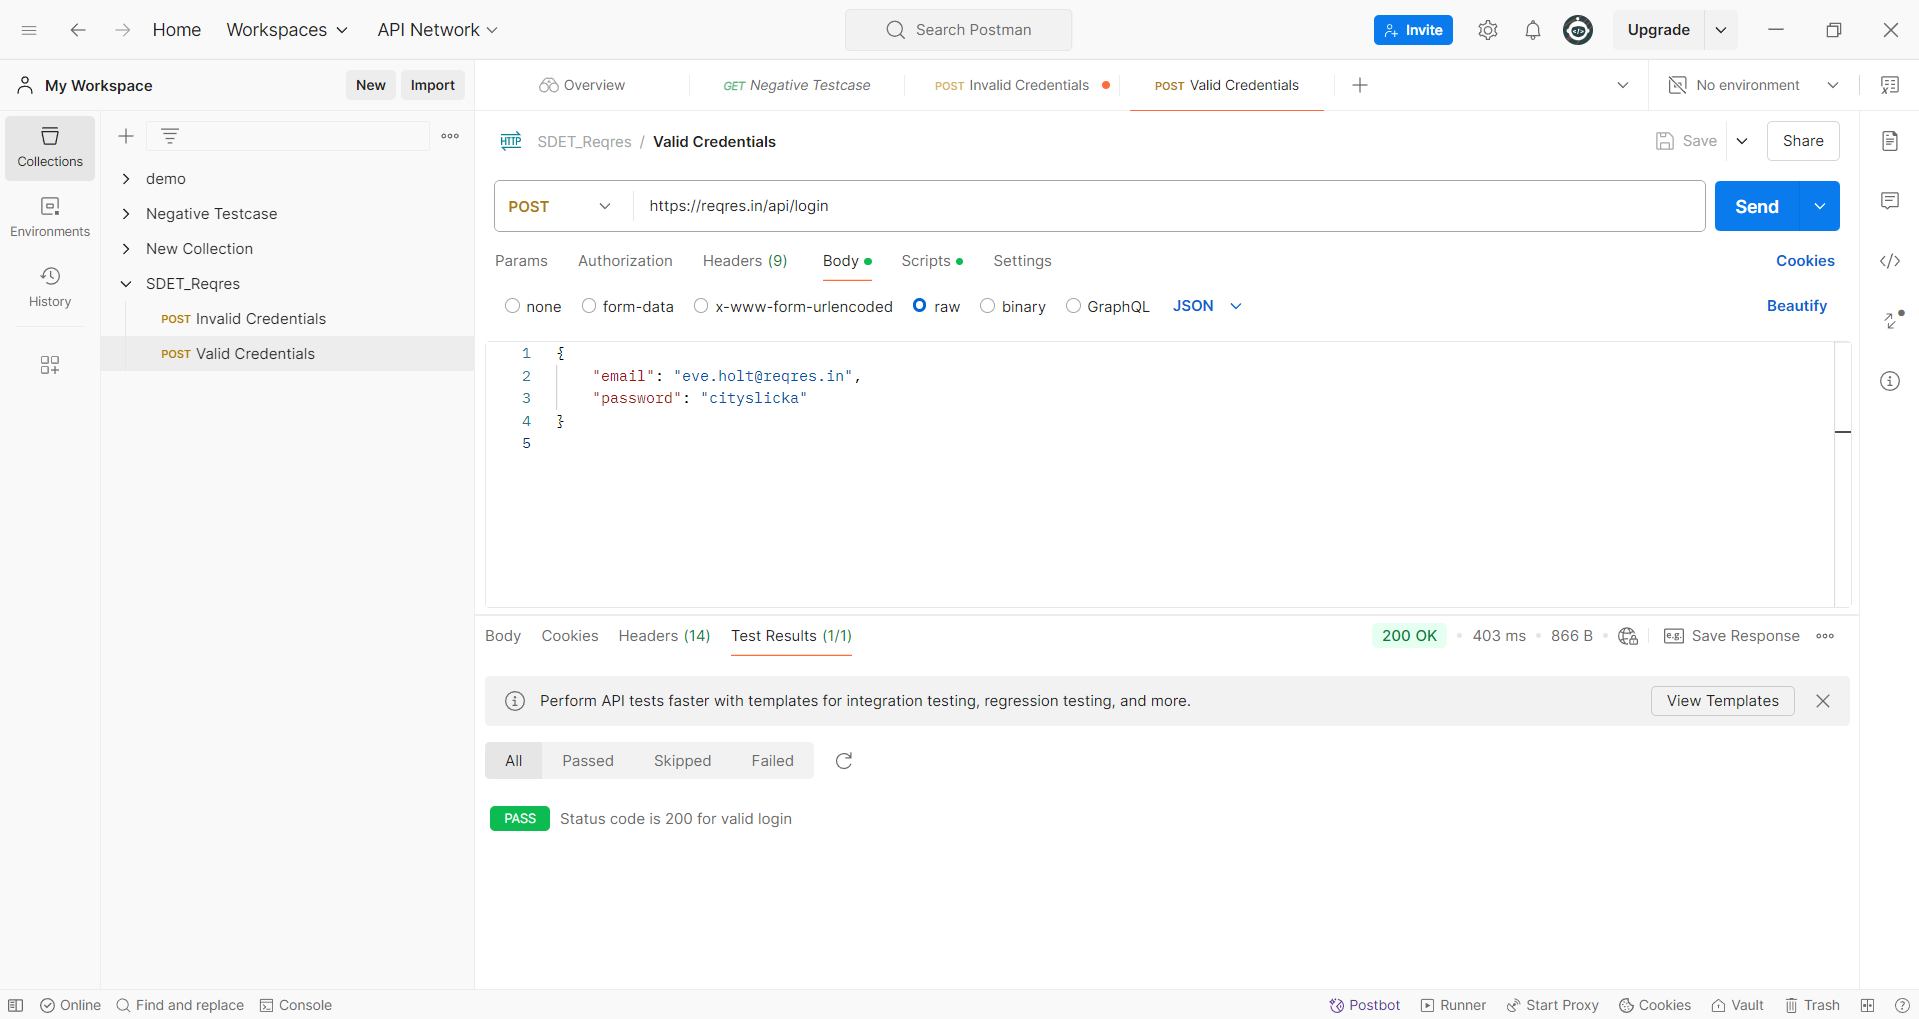 Home Workspaces API Network Search Postman Invite Upgrade
My Workspace New Import Overview GET Negative Testcase POST Invalid Credentials POST Valid Credentials No environment
Collections
Environments
History
demo
Negative Testcase
New Collection
SDET_Reqres
POST Invalid Credentials
POST Valid Credentials
HTTP SDET_Reqres / Valid Credentials Save Share
POST https://reqres.in/api/login Send
Params Authorization Headers (9) Body Scripts Settings Cookies
none form-data x-www-form-urlencoded raw binary GraphQL JSON Beautify
1 {
2 "email": "eve.holt@reqres.in",
3 "password": "cityslicka"
4 }
5
Body Cookies Headers (14) Test Results (1/1) 200 OK 403 ms 866 B e.g. Save Response
Perform API tests faster with templates for integration testing, regression testing, and more. View Templates
All Passed Skipped Failed
PASS Status code is 200 for valid login
Online Find and replace Console Postbot Runner Start Proxy Cookies Vault Trash